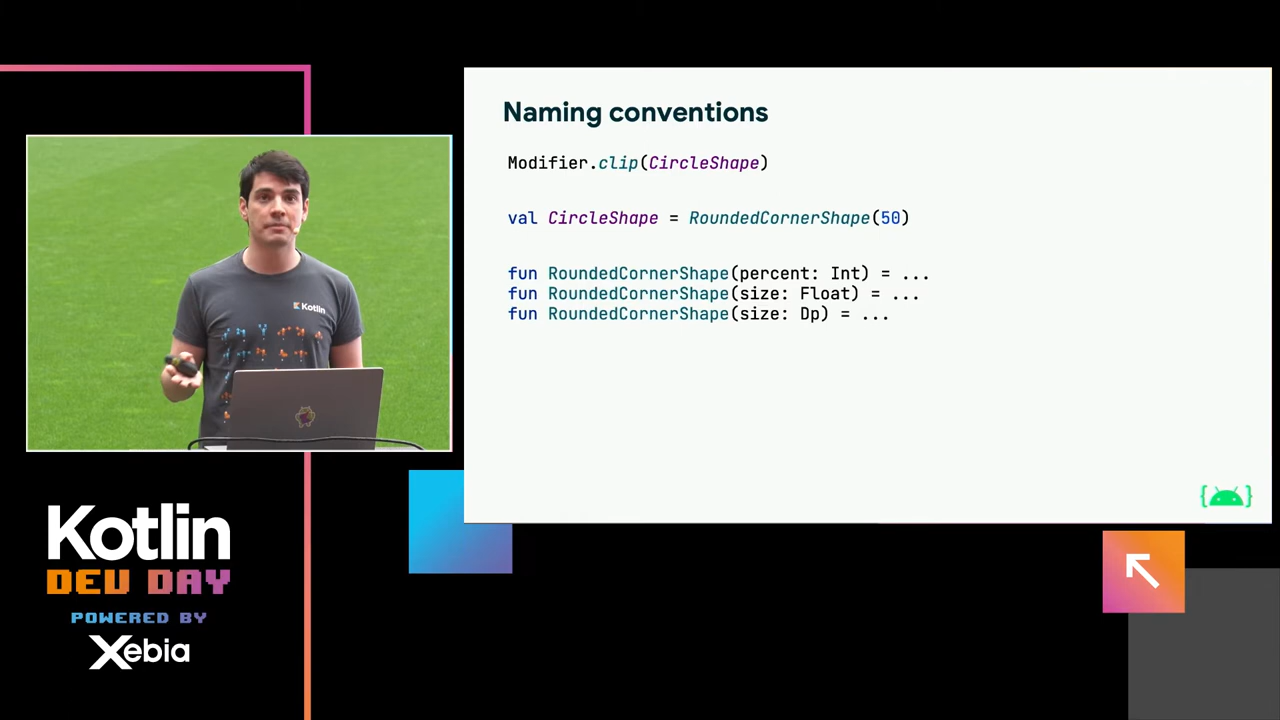 Naming conventions
Modifier.clip(CircleShape)
val CircleShape = RoundedCornerShape(50)
fun RoundedCornerShape(percent: Int) = ...
fun RoundedCornerShape(size: Float) = ...
fun RoundedCornerShape(size: Dp) = ...
Kotlin
Kotlin
DEV DAY
POWERED BY
Xebia